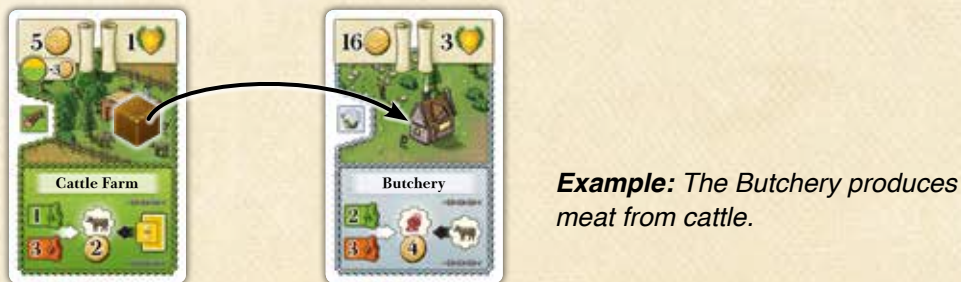 5 1
-3
Cattle Farm
1
3 2
16 3
Butchery
2
3 4
Example: The Butchery produces
meat from cattle.